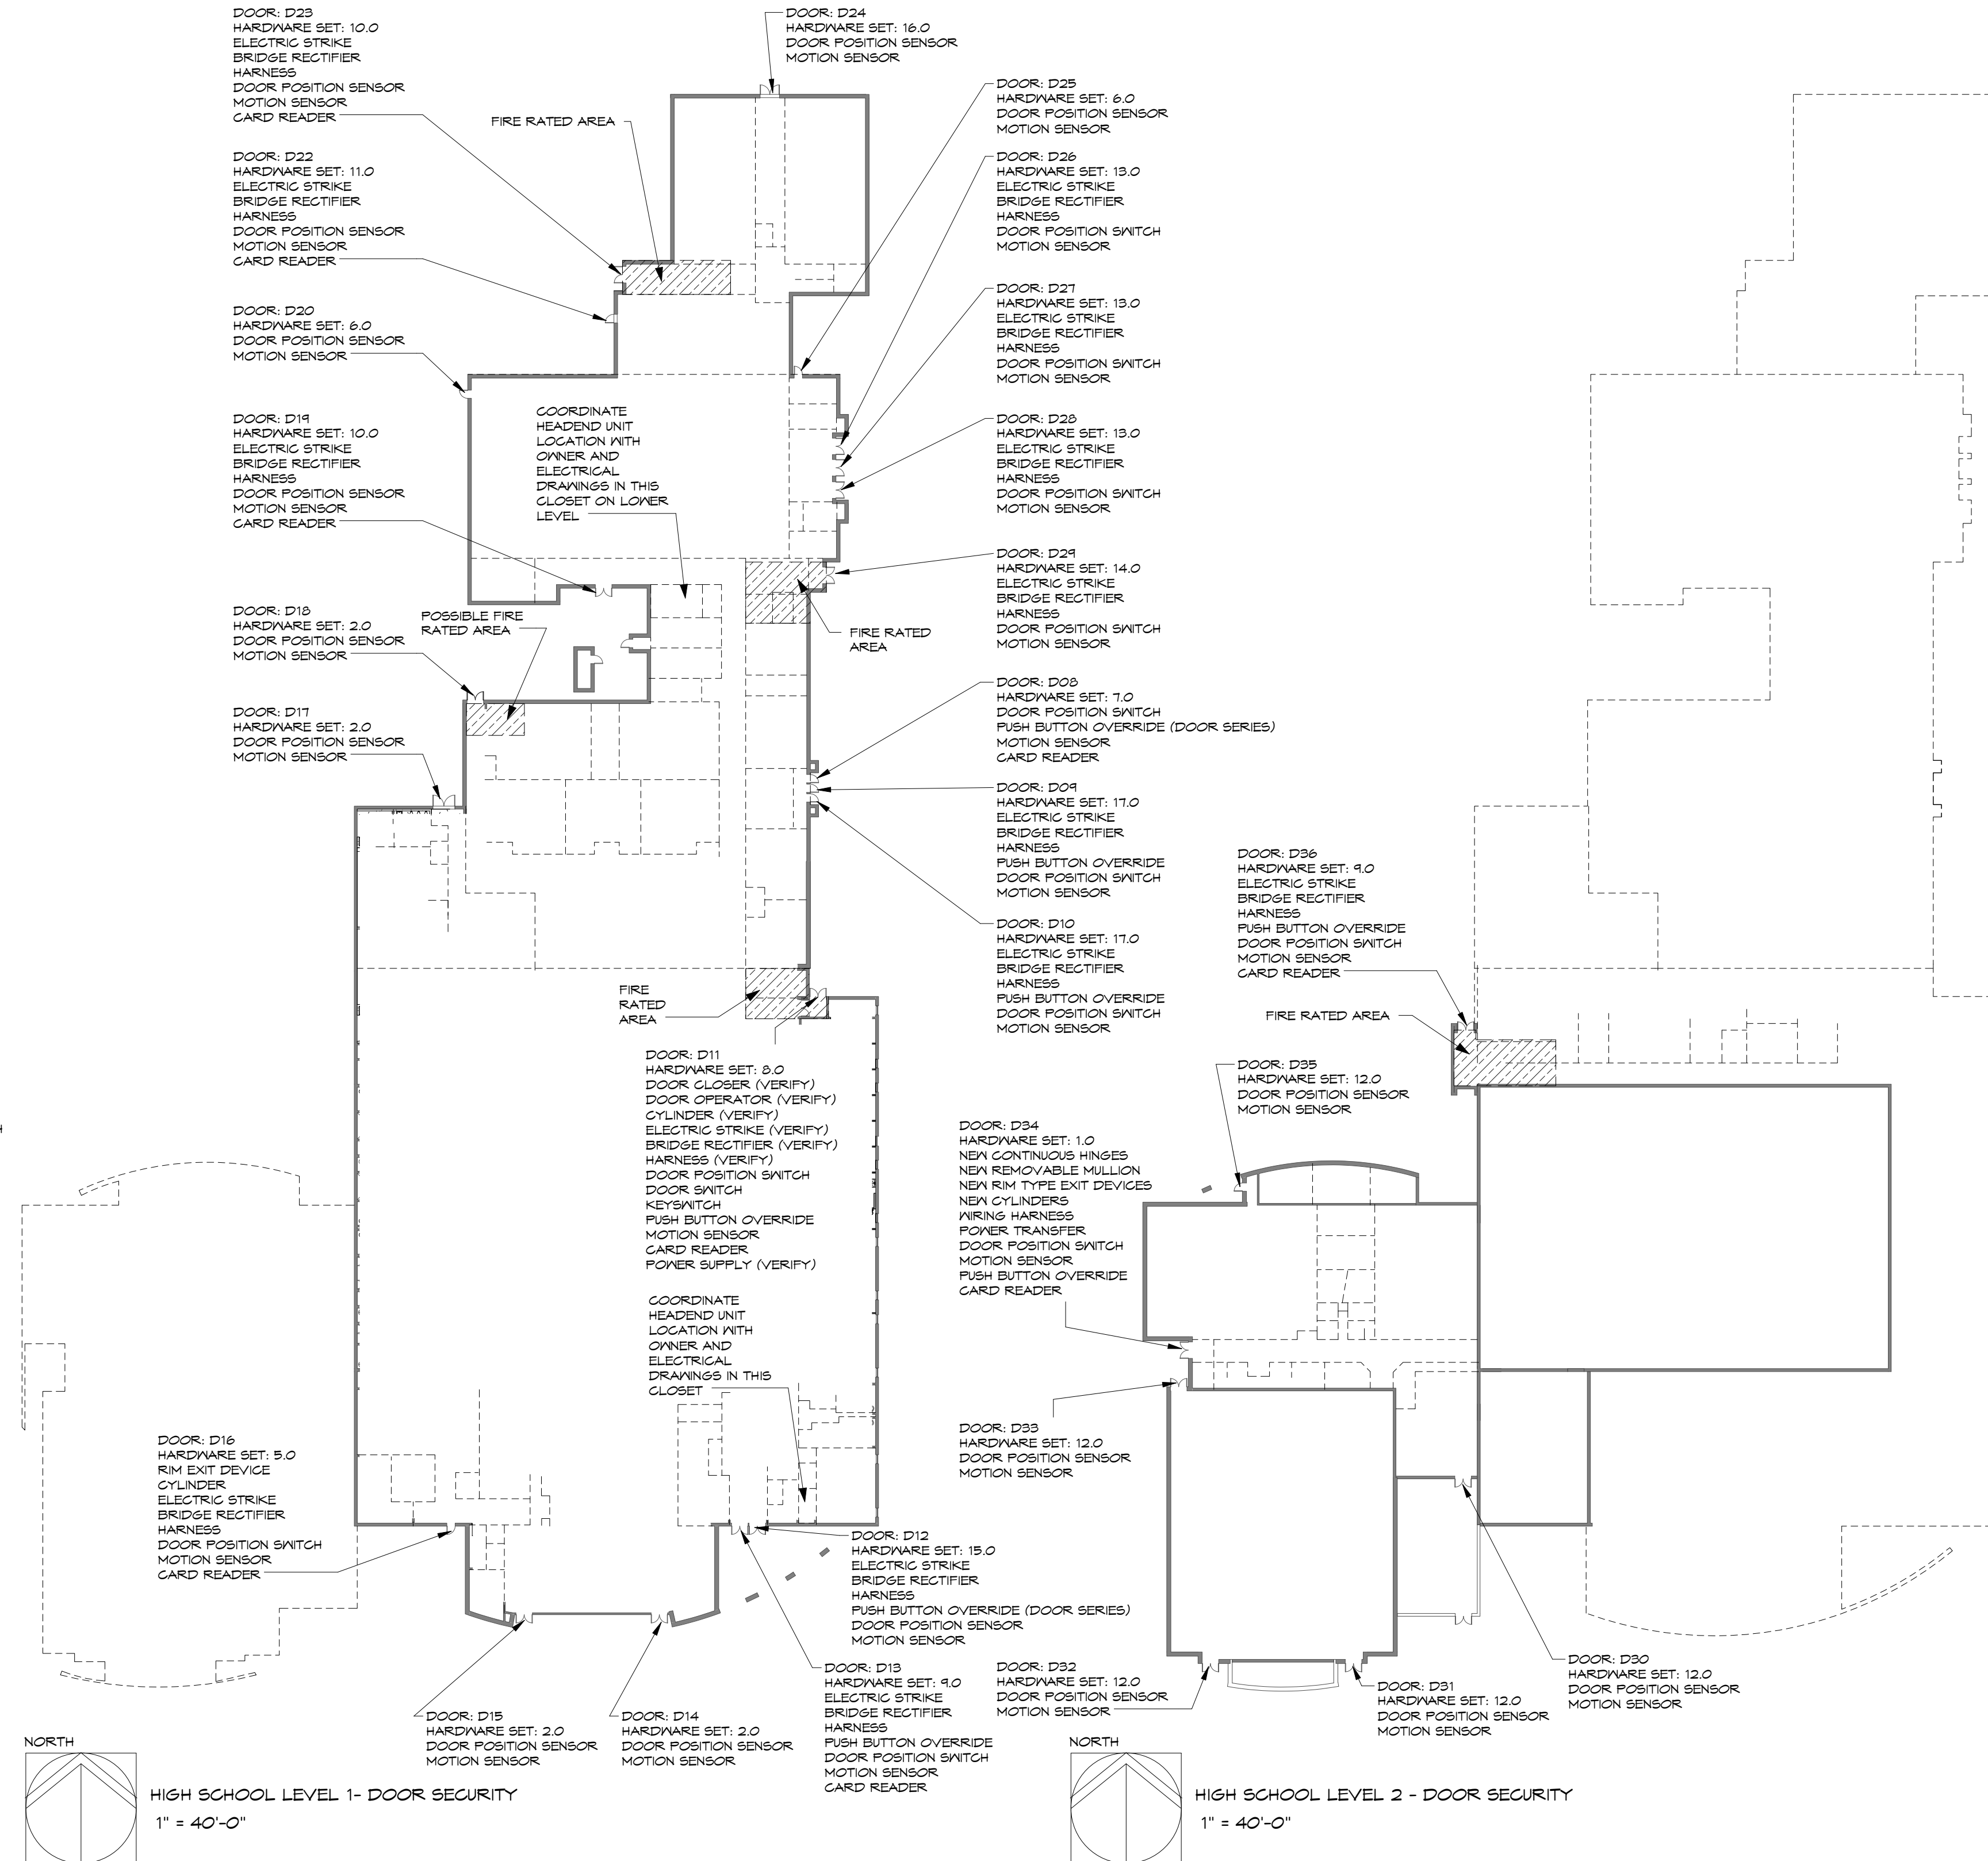 DOOR: D23
HARDWARE SET: 10.0
ELECTRIC STRIKE
BRIDGE RECTIFIER
HARNESS
DOOR POSITION SENSOR
MOTION SENSOR
CARD READER
DOOR: D24
HARDWARE SET: 16.0
DOOR POSITION SENSOR
MOTION SENSOR
FIRE RATED AREA
DOOR: D25
HARDWARE SET: 6.0
DOOR POSITION SENSOR
MOTION SENSOR
DOOR: D22
HARDWARE SET: 11.0
ELECTRIC STRIKE
BRIDGE RECTIFIER
HARNESS
DOOR POSITION SENSOR
MOTION SENSOR
CARD READER
DOOR: D26
HARDWARE SET: 13.0
ELECTRIC STRIKE
BRIDGE RECTIFIER
HARNESS
DOOR POSITION SWITCH
MOTION SENSOR
DOOR: D20
HARDWARE SET: 6.0
DOOR POSITION SENSOR
MOTION SENSOR
DOOR: D27
HARDWARE SET: 13.0
ELECTRIC STRIKE
BRIDGE RECTIFIER
HARNESS
DOOR POSITION SWITCH
MOTION SENSOR
DOOR: D19
HARDWARE SET: 10.0
ELECTRIC STRIKE
BRIDGE RECTIFIER
HARNESS
DOOR POSITION SENSOR
MOTION SENSOR
CARD READER
COORDINATE
HEADEND UNIT
LOCATION WITH
OWNER AND
ELECTRICAL
DRAWINGS IN THIS
CLOSET ON LOWER
LEVEL
DOOR: D28
HARDWARE SET: 13.0
ELECTRIC STRIKE
BRIDGE RECTIFIER
HARNESS
DOOR POSITION SWITCH
MOTION SENSOR
DOOR: D29
HARDWARE SET: 14.0
ELECTRIC STRIKE
BRIDGE RECTIFIER
HARNESS
DOOR POSITION SWITCH
MOTION SENSOR
DOOR: D18
HARDWARE SET: 2.0
DOOR POSITION SENSOR
MOTION SENSOR
POSSIBLE FIRE
RATED AREA
FIRE RATED
AREA
DOOR: D17
HARDWARE SET: 2.0
DOOR POSITION SENSOR
MOTION SENSOR
DOOR: D08
HARDWARE SET: 7.0
DOOR POSITION SWITCH
PUSH BUTTON OVERRIDE (DOOR SERIES)
MOTION SENSOR
CARD READER
DOOR: D09
HARDWARE SET: 17.0
ELECTRIC STRIKE
BRIDGE RECTIFIER
HARNESS
PUSH BUTTON OVERRIDE
DOOR POSITION SWITCH
MOTION SENSOR
DOOR: D10
HARDWARE SET: 17.0
ELECTRIC STRIKE
BRIDGE RECTIFIER
HARNESS
PUSH BUTTON OVERRIDE
DOOR POSITION SWITCH
MOTION SENSOR
DOOR: D36
HARDWARE SET: 9.0
ELECTRIC STRIKE
BRIDGE RECTIFIER
HARNESS
PUSH BUTTON OVERRIDE
DOOR POSITION SWITCH
MOTION SENSOR
CARD READER
FIRE RATED AREA
FIRE
RATED
AREA
DOOR: D11
HARDWARE SET: 8.0
DOOR CLOSER (VERIFY)
DOOR OPERATOR (VERIFY)
CYLINDER (VERIFY)
ELECTRIC STRIKE (VERIFY)
BRIDGE RECTIFIER (VERIFY)
HARNESS (VERIFY)
DOOR POSITION SWITCH
DOOR SWITCH
KEYSWITCH
PUSH BUTTON OVERRIDE
MOTION SENSOR
CARD READER
POWER SUPPLY (VERIFY)
DOOR: D35
HARDWARE SET: 12.0
DOOR POSITION SENSOR
MOTION SENSOR
DOOR: D34
HARDWARE SET: 1.0
NEW CONTINUOUS HINGES
NEW REMOVABLE MULLION
NEW RIM TYPE EXIT DEVICES
NEW CYLINDERS
WIRING HARNESS
POWER TRANSFER
DOOR POSITION SWITCH
MOTION SENSOR
PUSH BUTTON OVERRIDE
CARD READER
COORDINATE
HEADEND UNIT
LOCATION WITH
OWNER AND
ELECTRICAL
DRAWINGS IN THIS
CLOSET
DOOR: D33
HARDWARE SET: 12.0
DOOR POSITION SENSOR
MOTION SENSOR
DOOR: D16
HARDWARE SET: 5.0
RIM EXIT DEVICE
CYLINDER
ELECTRIC STRIKE
BRIDGE RECTIFIER
HARNESS
DOOR POSITION SWITCH
MOTION SENSOR
CARD READER
DOOR: D12
HARDWARE SET: 15.0
ELECTRIC STRIKE
BRIDGE RECTIFIER
HARNESS
PUSH BUTTON OVERRIDE (DOOR SERIES)
DOOR POSITION SENSOR
MOTION SENSOR
DOOR: D13
HARDWARE SET: 9.0
ELECTRIC STRIKE
BRIDGE RECTIFIER
HARNESS
PUSH BUTTON OVERRIDE
DOOR POSITION SWITCH
MOTION SENSOR
CARD READER
DOOR: D32
HARDWARE SET: 12.0
DOOR POSITION SENSOR
MOTION SENSOR
DOOR: D30
HARDWARE SET: 12.0
DOOR POSITION SENSOR
MOTION SENSOR
DOOR: D31
HARDWARE SET: 12.0
DOOR POSITION SENSOR
MOTION SENSOR
DOOR: D15
HARDWARE SET: 2.0
DOOR POSITION SENSOR
MOTION SENSOR
DOOR: D14
HARDWARE SET: 2.0
DOOR POSITION SENSOR
MOTION SENSOR
NORTH
HIGH SCHOOL LEVEL 1- DOOR SECURITY
1" = 40'-0"
NORTH
HIGH SCHOOL LEVEL 2 - DOOR SECURITY
1" = 40'-0"